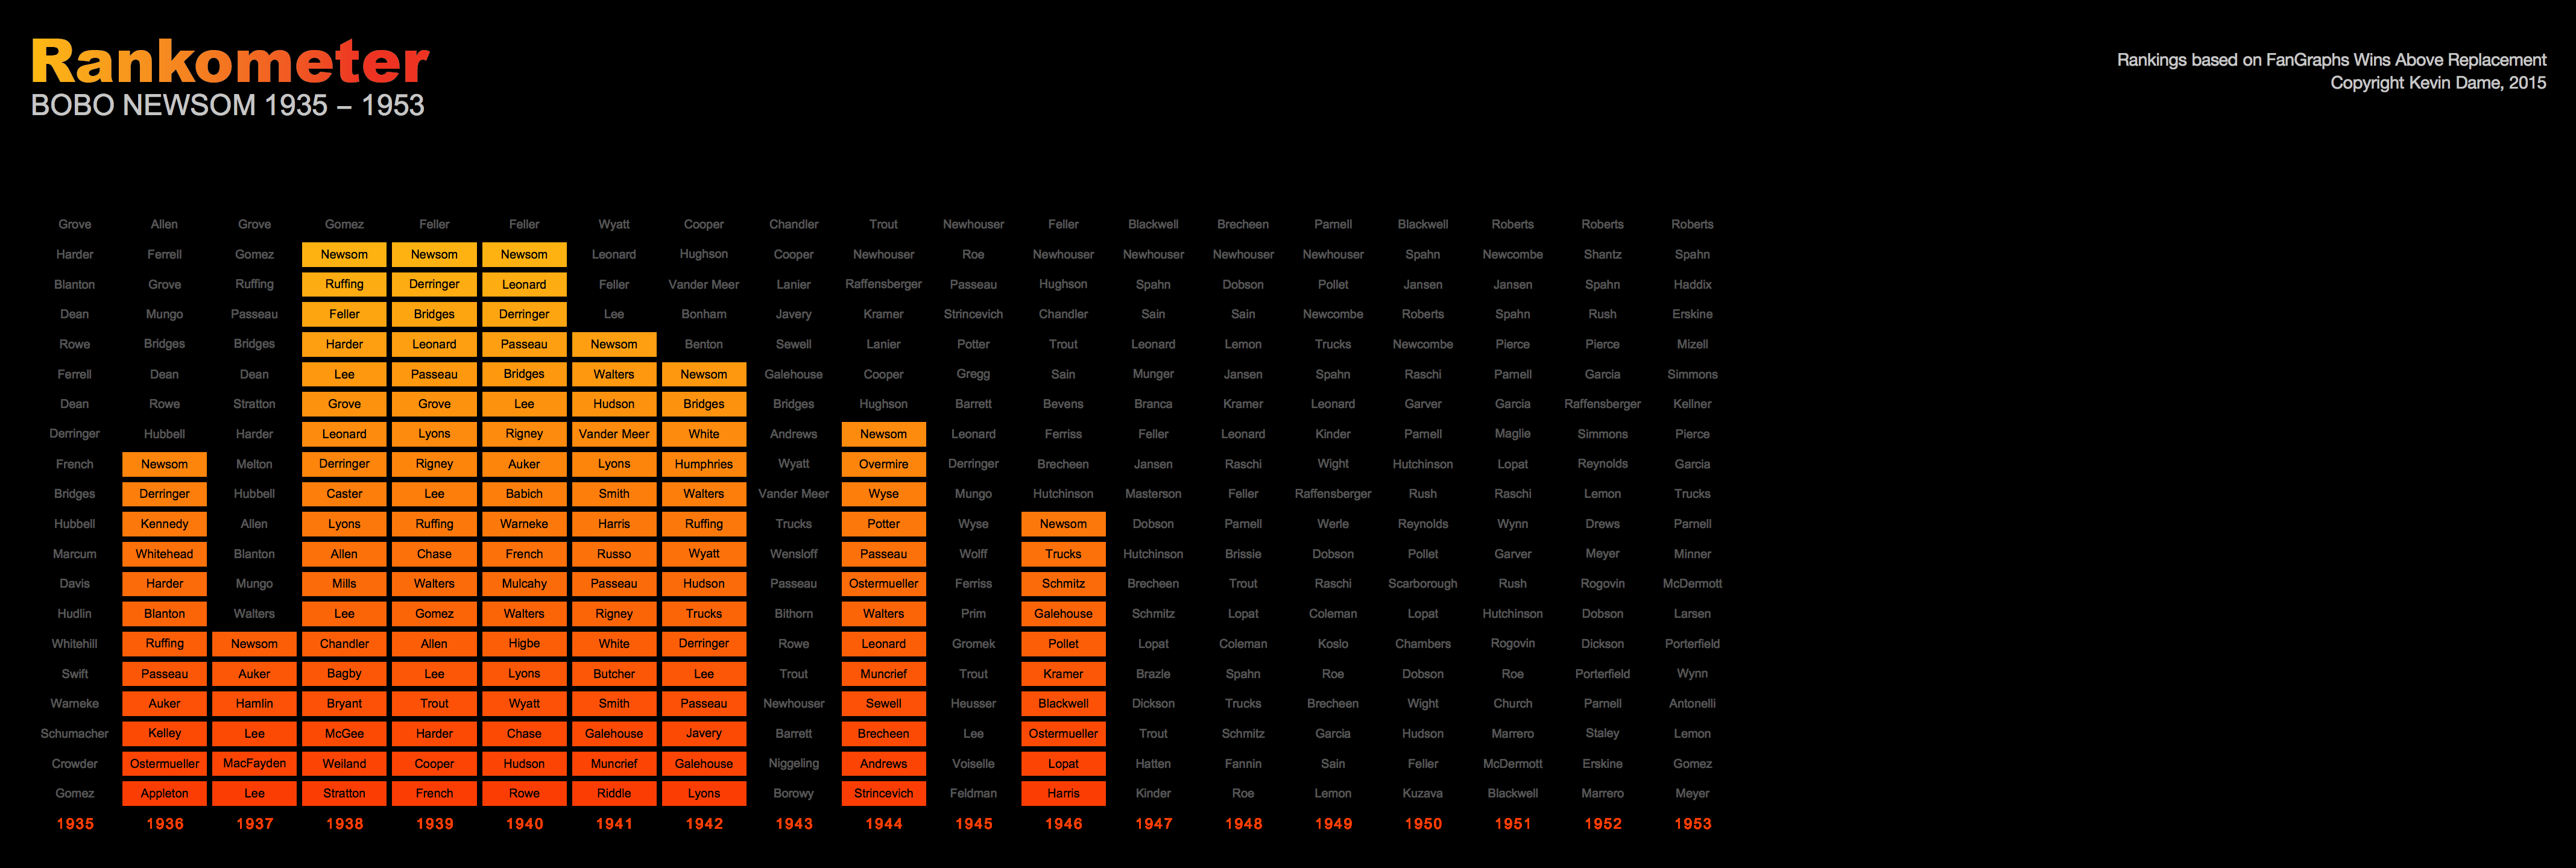 Rankometer
BOBO NEWSOM 1935 – 1953
Rankings based on FanGraphs Wins Above Replacement
Copyright Kevin Dame, 2015
Grove Allen Grove Gomez Feller Feller Wyatt Cooper Chandler Trout Newhouser Feller Blackwell Brecheen Parnell Blackwell Roberts Roberts Roberts
Harder Ferrell Gomez Newsom Newsom Newsom Leonard Hughson Cooper Newhouser Roe Newhouser Newhouser Newhouser Newhouser Spahn Newcombe Shantz Spahn
Blanton Grove Ruffing Ruffing Derringer Leonard Feller Vander Meer Lanier Raffensberger Passeau Hughson Spahn Dobson Pollet Jansen Jansen Spahn Haddix
Dean Mungo Passeau Feller Bridges Derringer Lee Bonham Javery Kramer Strincevich Chandler Sain Sain Newcombe Roberts Spahn Rush Erskine
Rowe Bridges Bridges Harder Leonard Passeau Newsom Benton Sewell Lanier Potter Trout Leonard Lemon Trucks Newcombe Pierce Pierce Mizell
Ferrell Dean Dean Lee Passeau Bridges Walters Newsom Galehouse Cooper Gregg Sain Munger Jansen Spahn Raschi Parnell Garcia Simmons
Dean Rowe Stratton Grove Grove Lee Hudson Bridges Bridges Hughson Barrett Bevens Branca Kramer Leonard Garver Garcia Raffensberger Kellner
Derringer Hubbell Harder Leonard Lyons Rigney Vander Meer White Andrews Newsom Leonard Ferriss Feller Leonard Kinder Parnell Maglie Simmons Pierce
French Newsom Melton Derringer Rigney Auker Lyons Humphries Wyatt Overmire Derringer Brecheen Jansen Raschi Wight Hutchinson Lopat Reynolds Garcia
Bridges Derringer Hubbell Caster Lee Babich Smith Walters Vander Meer Wyse Mungo Hutchinson Masterson Feller Raffensberger Rush Raschi Lemon Trucks
Hubbell Kennedy Allen Lyons Ruffing Warneke Harris Ruffing Trucks Potter Wyse Newsom Dobson Parnell Werle Reynolds Wynn Drews Parnell
Marcum Whitehead Blanton Allen Chase French Russo Wyatt Wensloff Passeau Wolff Trucks Hutchinson Brissie Dobson Pollet Garver Meyer Minner
Davis Harder Mungo Mills Walters Mulcahy Passeau Hudson Passeau Ostermueller Ferriss Schmitz Brecheen Trout Raschi Scarborough Rush Rogovin McDermott
Hudlin Blanton Walters Lee Gomez Walters Rigney Trucks Bithorn Walters Prim Galehouse Schmitz Lopat Coleman Lopat Hutchinson Dobson Larsen
Whitehill Ruffing Newsom Chandler Allen Higbe White Derringer Rowe Leonard Gromek Pollet Lopat Coleman Koslo Chambers Rogovin Dickson Porterfield
Swift Passeau Auker Bagby Lee Lyons Butcher Lee Trout Muncrief Trout Kramer Brazle Spahn Roe Dobson Roe Porterfield Wynn
Warneke Auker Hamlin Bryant Trout Wyatt Smith Passeau Newhouser Sewell Heusser Blackwell Dickson Trucks Brecheen Wight Church Parnell Antonelli
Schumacher Kelley Lee McGee Harder Chase Galehouse Javery Barrett Brecheen Lee Ostermueller Trout Schmitz Garcia Hudson Marrero Staley Lemon
Crowder Ostermueller MacFayden Weiland Cooper Hudson Muncrief Galehouse Niggeling Andrews Voiselle Lopat Hatten Fannin Sain Feller McDermott Erskine Gomez
Gomez Appleton Lee Stratton French Rowe Riddle Lyons Borowy Strincevich Feldman Harris Kinder Roe Lemon Kuzava Blackwell Marrero Meyer
1935 1936 1937 1938 1939 1940 1941 1942 1943 1944 1945 1946 1947 1948 1949 1950 1951 1952 1953